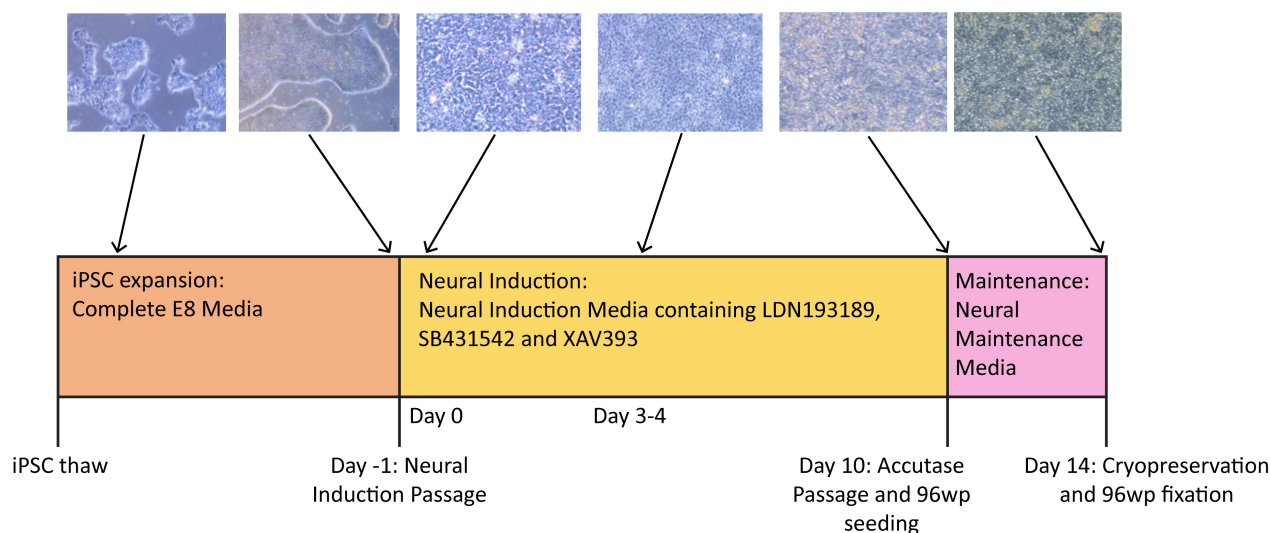 iPSC expansion:
Complete E8 Media
Neural Induction:
Neural Induction Media containing LDN193189,
SB431542 and XAV393
Maintenance:
Neural
Maintenance
Media
Day 0
Day 3-4
iPSC thaw
Day -1: Neural
Induction Passage
Day 10: Accutase
Passage and 96wp
seeding
Day 14: Cryopreservation
and 96wp fixation